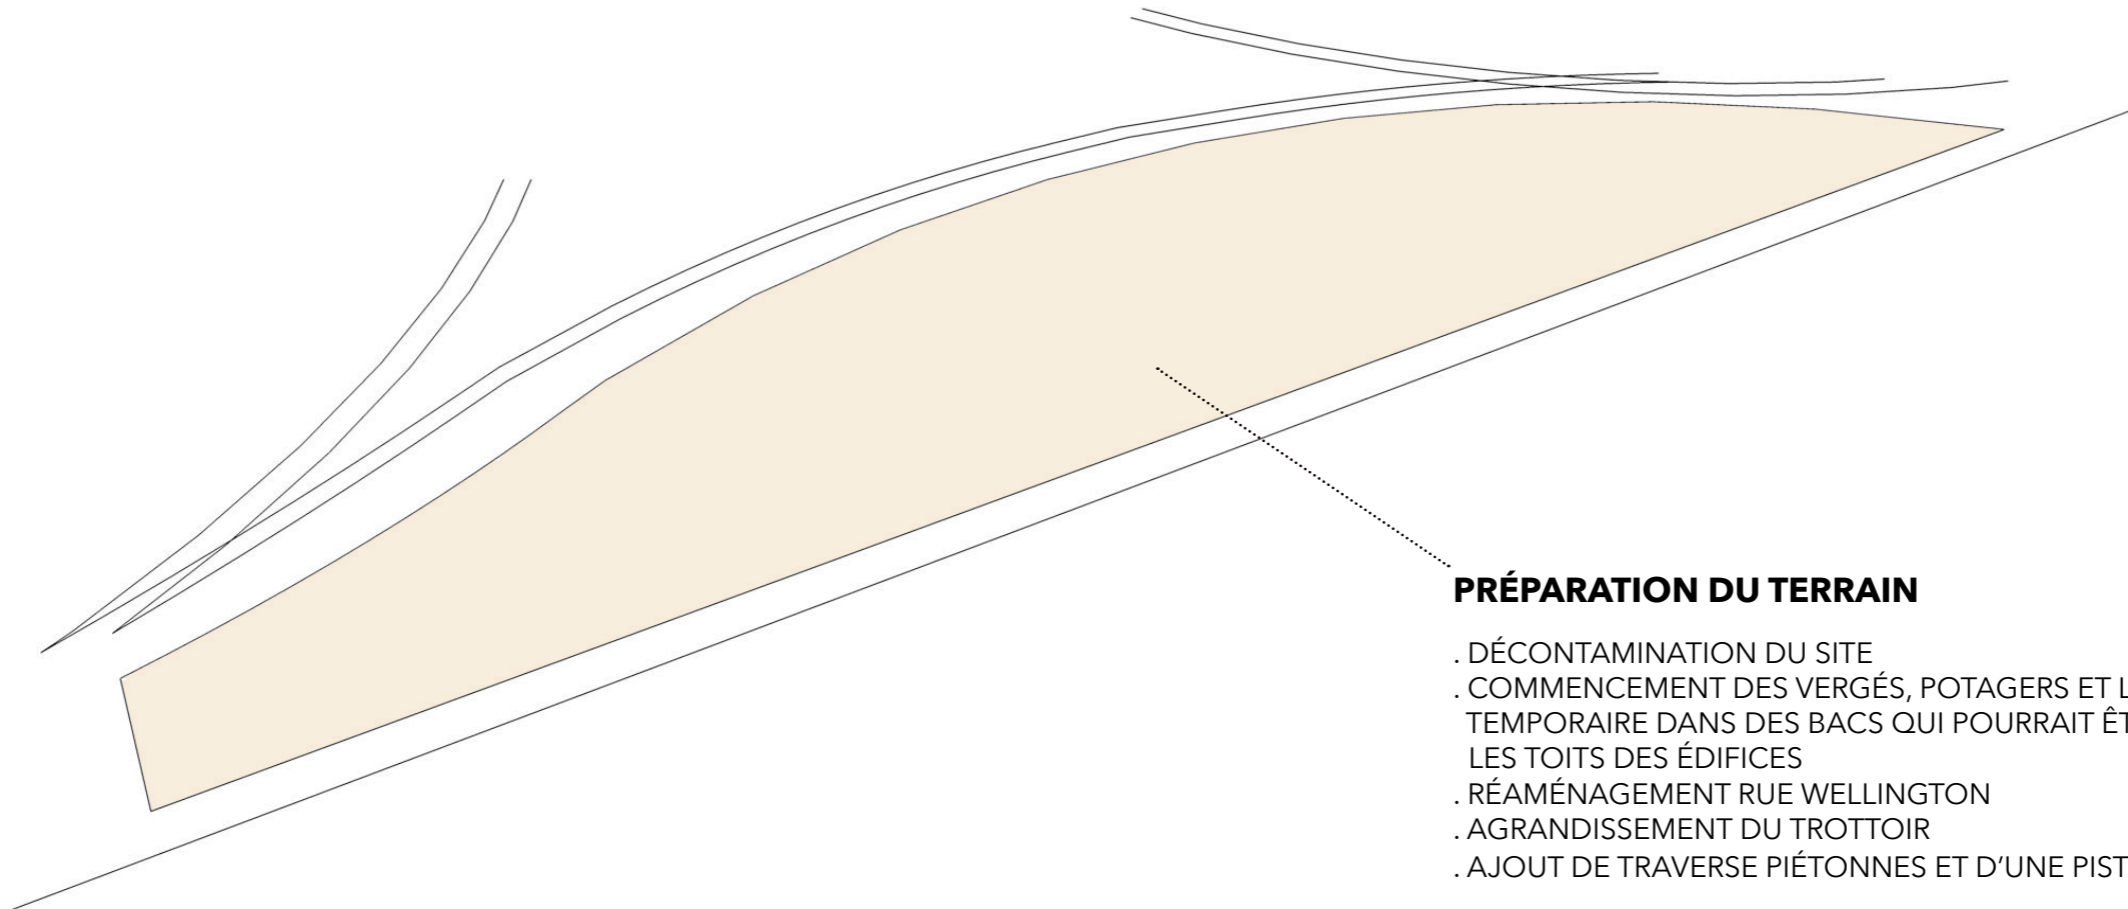 PRÉPARATION DU TERRAIN
. DÉCONTAMINATION DU SITE
. COMMENCEMENT DES VERGÉS, POTAGERS ET
TEMPORAIRE DANS DES BACS QUI POURRAIT
LES TOITS DES ÉDIFICES
. RÉAMÉNAGEMENT RUE WELLINGTON
. AGRANDISSEMENT DU TROTTOIR
. AJOUT DE TRAVERSE PIÉTONNES ET D'UNE